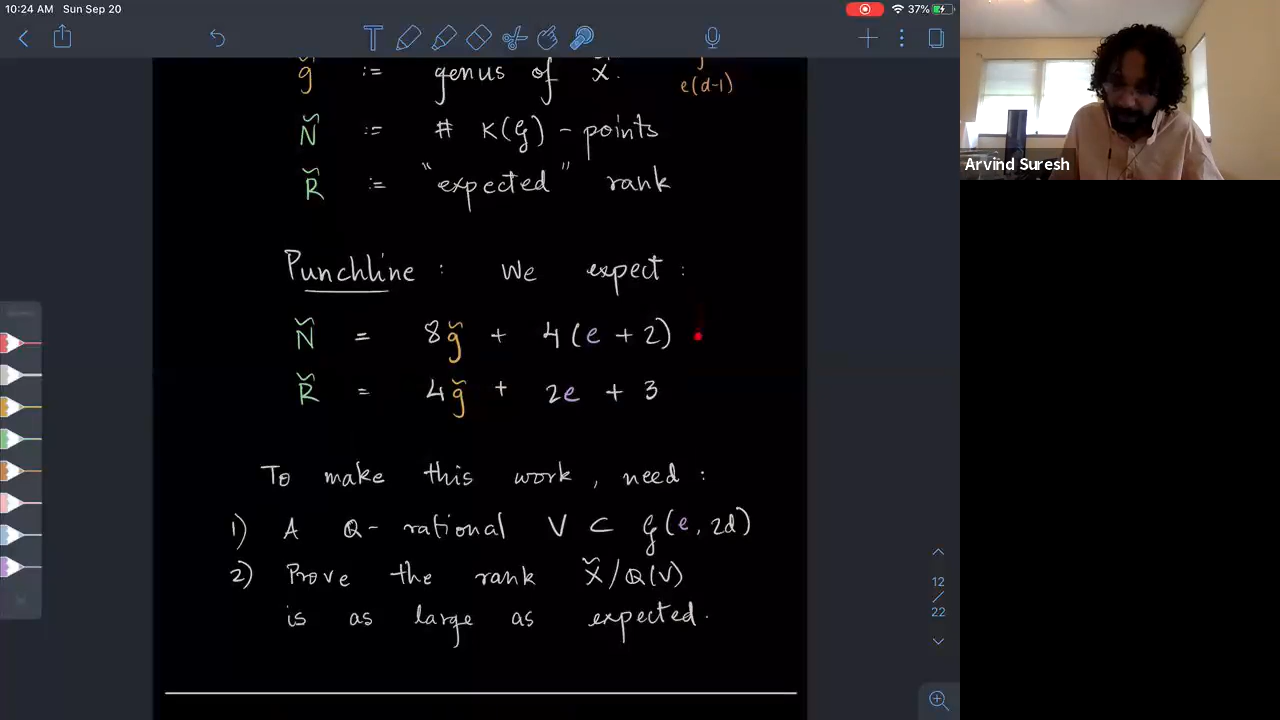 10:24 AM Sun Sep 20
37%
g̃ := genus of X̃.
e(d-1)
Ñ := # K(G) - points
R̃ := "expected" rank
Arvind Suresh
Punchline : We expect :
Ñ = 8g̃ + 4(e + 2)
R̃ = 4g̃ + 2e + 3
To make this work, need :
1) A Q- rational V ⊂ G(e, 2d)
2) Prove the rank X̃/Q(V)
is as large as expected.
12
/
22